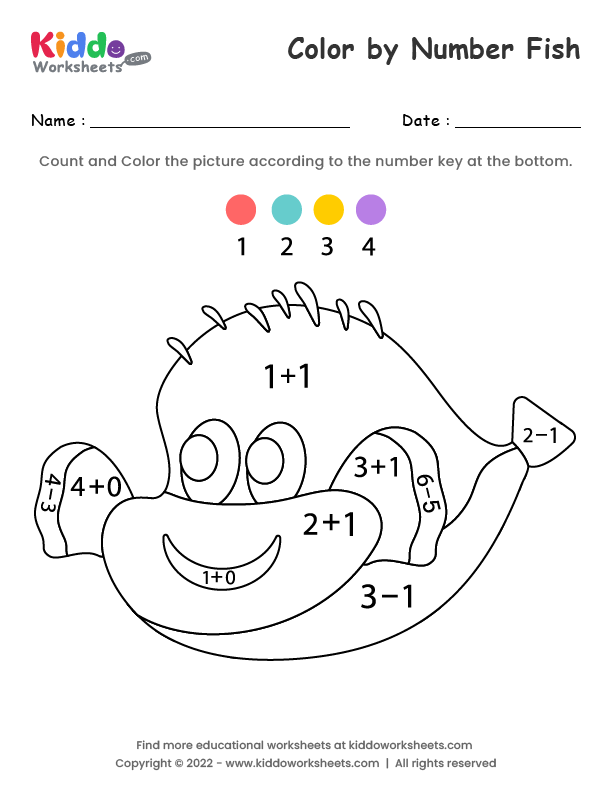 Kiddo
Worksheets.com
Color by Number Fish
Name :
Date :
Count and Color the picture according to the number key at the bottom.
1 2 3 4
1+1
2−1
4−3
4+0
3+1
6−5
2+1
1+0
3−1
Find more educational worksheets at kiddoworksheets.com
Copyright © 2022 - www.kiddoworksheets.com | All rights reserved